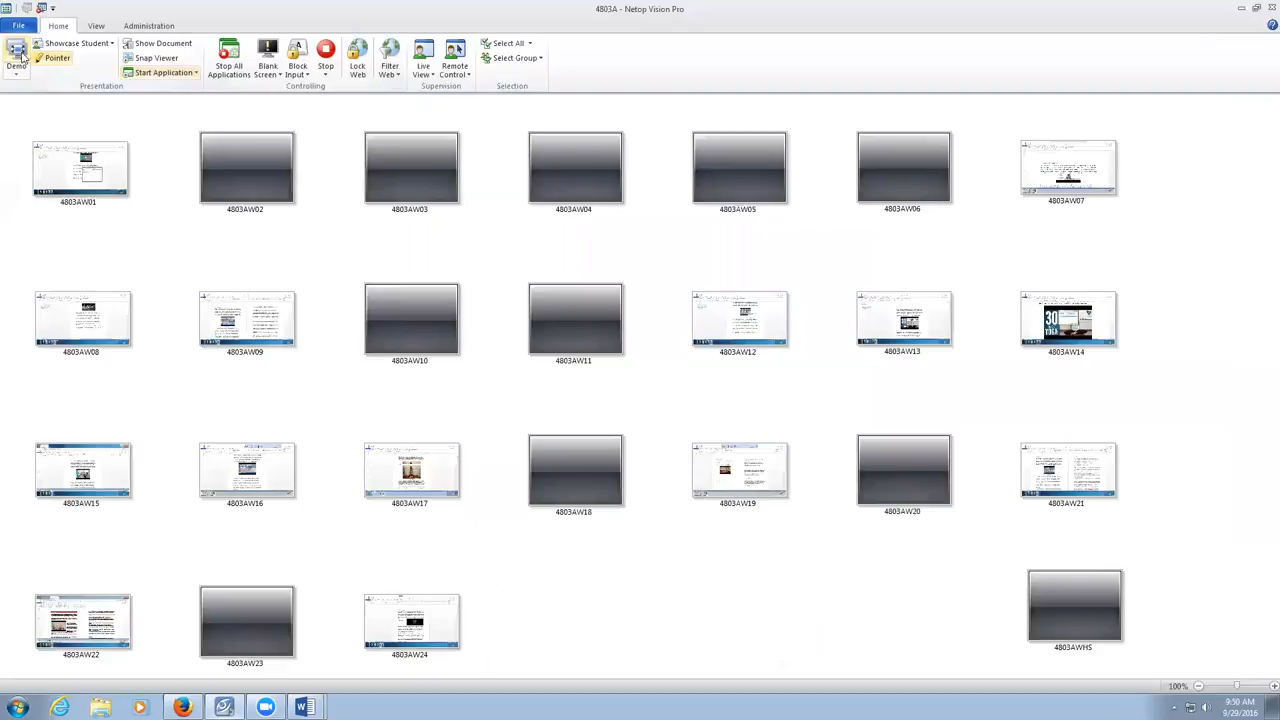 4803A - Netop Vision Pro
File Home View Administration
Demo
Showcase Student
Pointer
Show Document
Snap Viewer
Start Application
Stop All Applications
Blank Screen
Block Input
Stop
Lock Web
Filter Web
Live View
Remote Control
Select All
Select Group
Presentation Controlling Supervision Selection
4803AW01 4803AW02 4803AW03 4803AW04 4803AW05 4803AW06 4803AW07
4803AW08 4803AW09 4803AW10 4803AW11 4803AW12 4803AW13 4803AW14
4803AW15 4803AW16 4803AW17 4803AW18 4803AW19 4803AW20 4803AW21
4803AW22 4803AW23 4803AW24 4803AWHS
100%
9:50 AM
9/29/2016